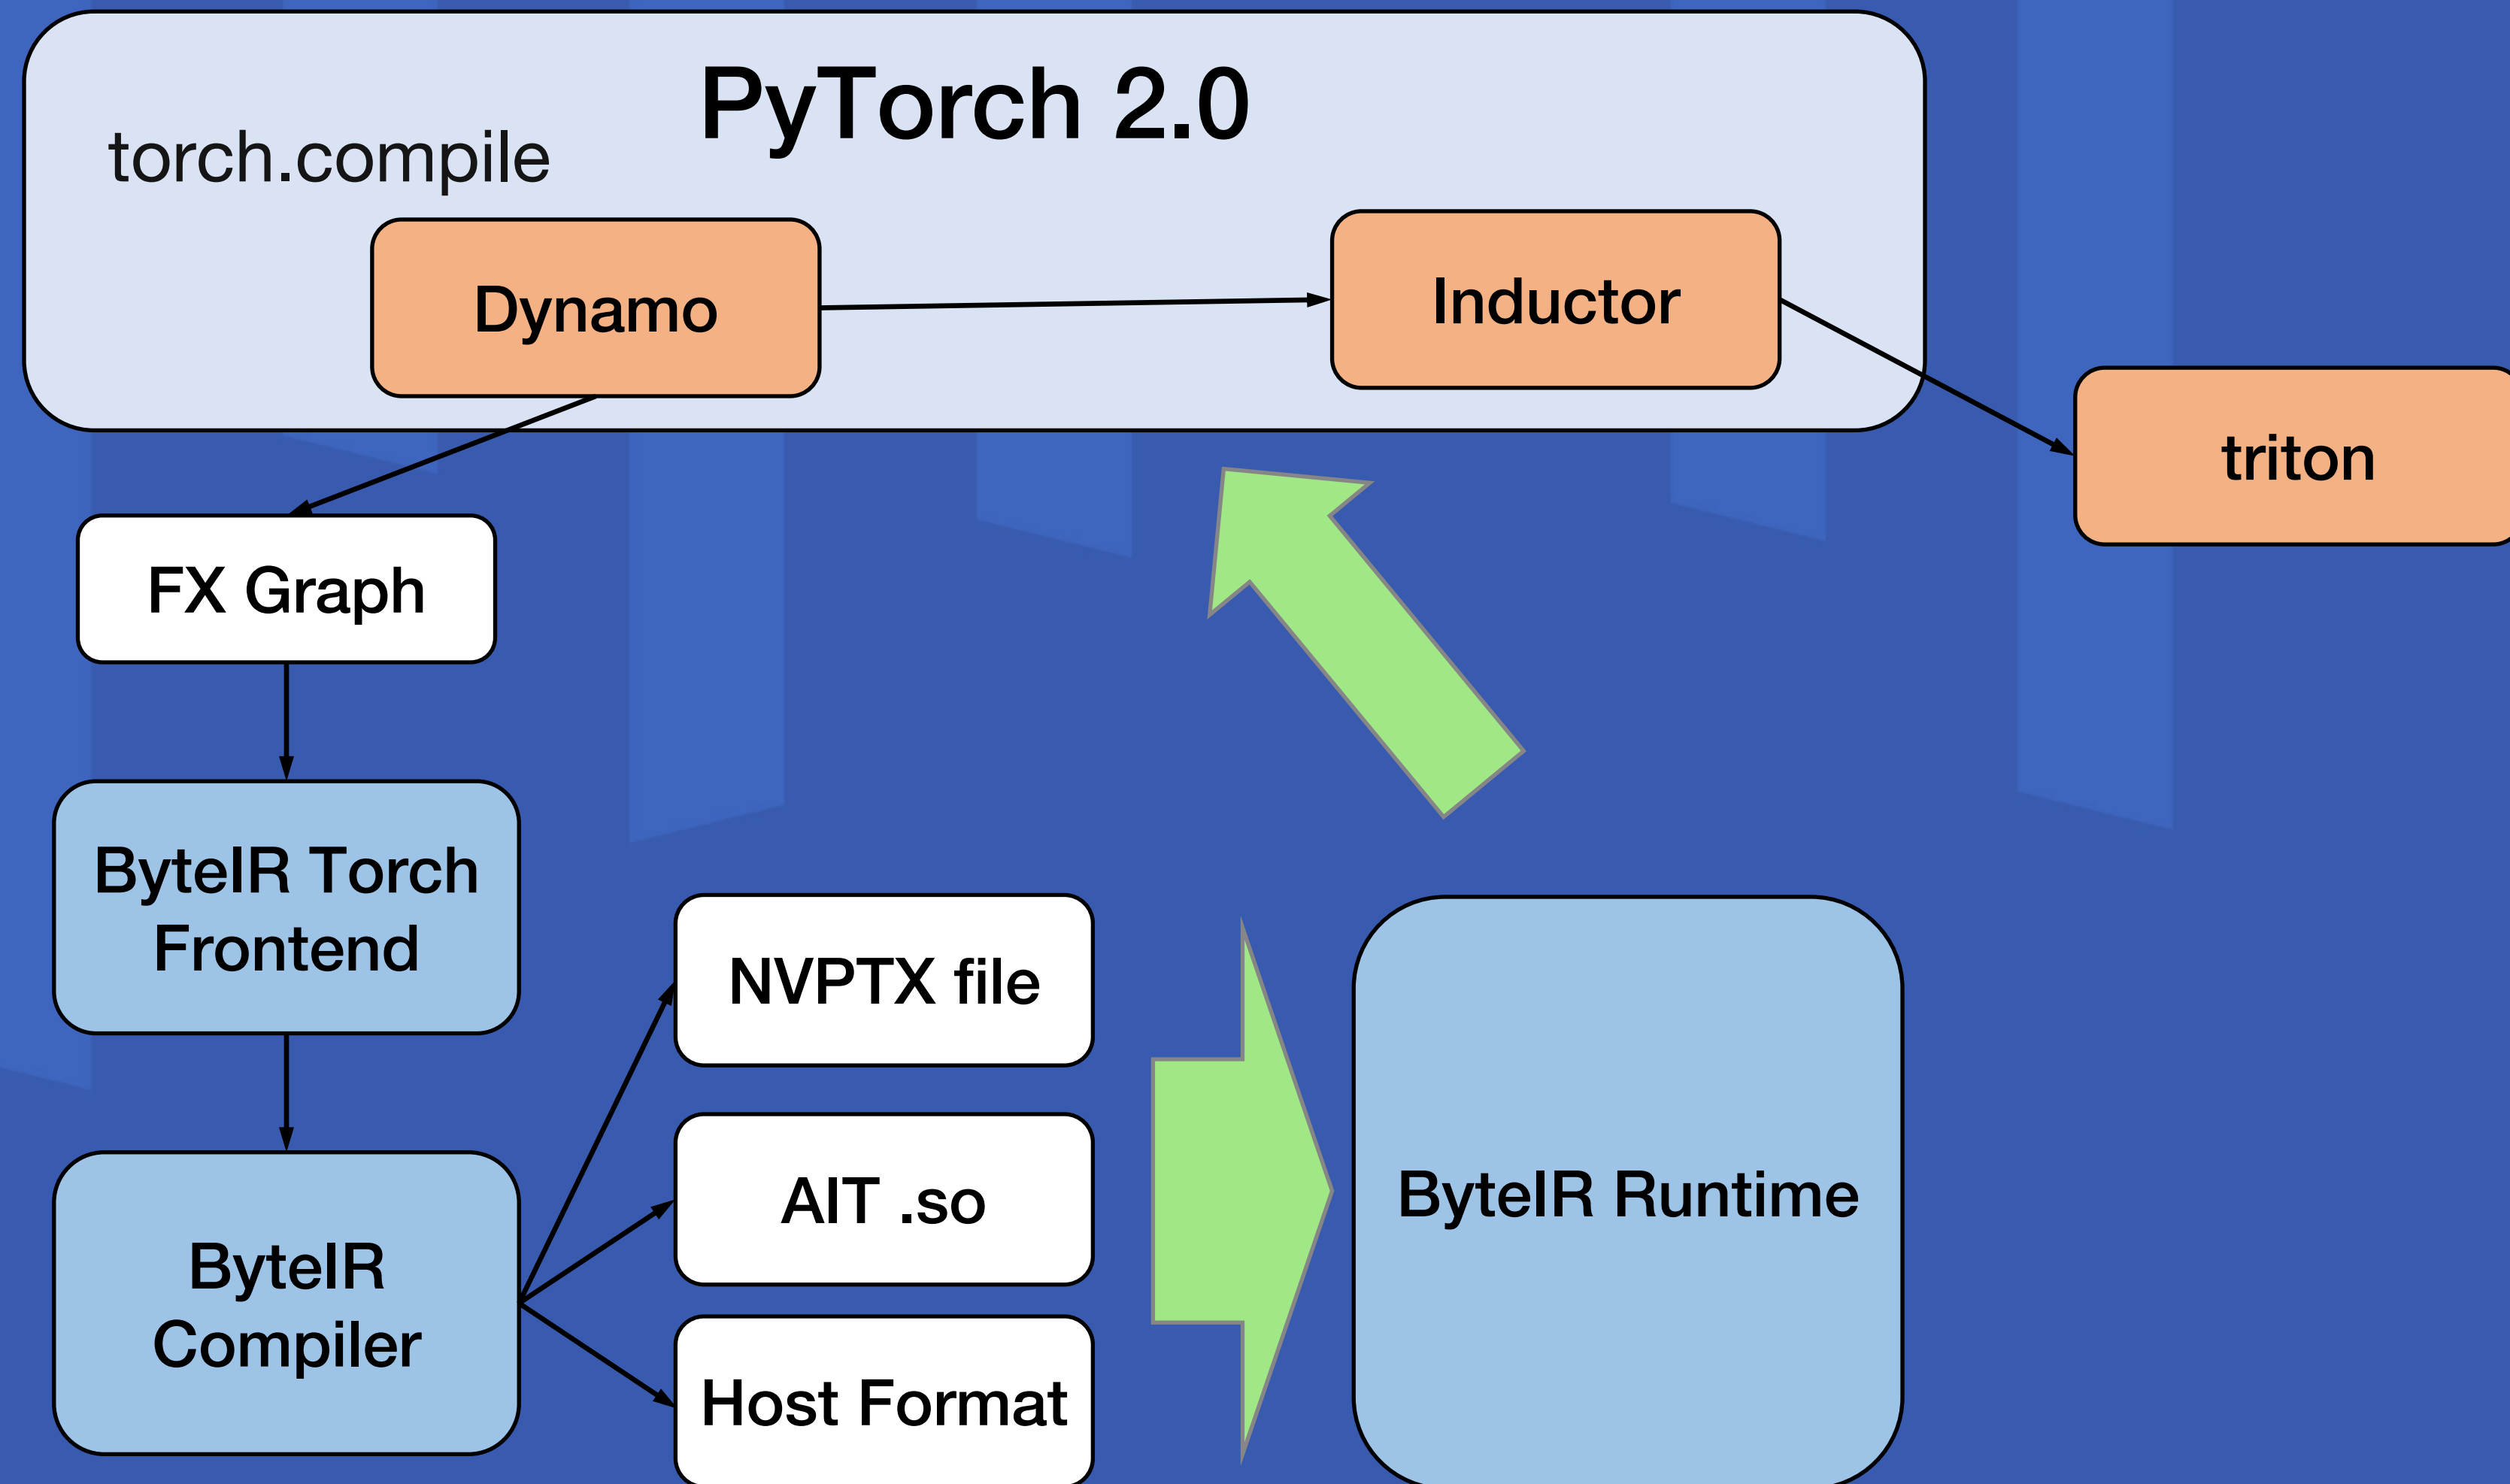 PyTorch 2.0
torch.compile
Dynamo
Inductor
triton
FX Graph
ByteIR Torch
Frontend
ByteIR
Compiler
NVPTX file
AIT .so
Host Format
ByteIR Runtime